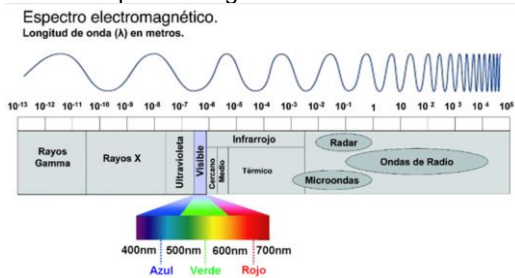 Espectro electromagnético.
Longitud de onda (λ) en metros.
10-13 10-12 10-11 10-10 10-9 10-8 10-7 10-6 10-5 10-4 10-3 10-2 10-1 1 10 10 2 10 3 10 4 10 5
Rayos Gamma
Rayos X
Ultravioleta
Visible
Infrarrojo
Cercano
Medio
Térmico
Radar
Ondas de Radio
Microondas
400nm 500nm 600nm 700nm
Azul Verde Rojo